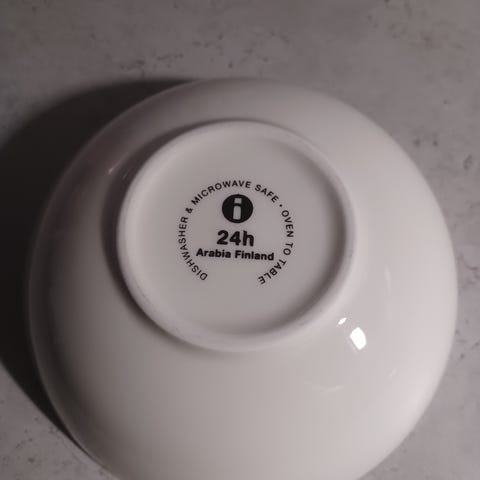 DISHWASHER & MICROWAVE SAFE • OVEN TO TABLE
i
24h
Arabia Finland